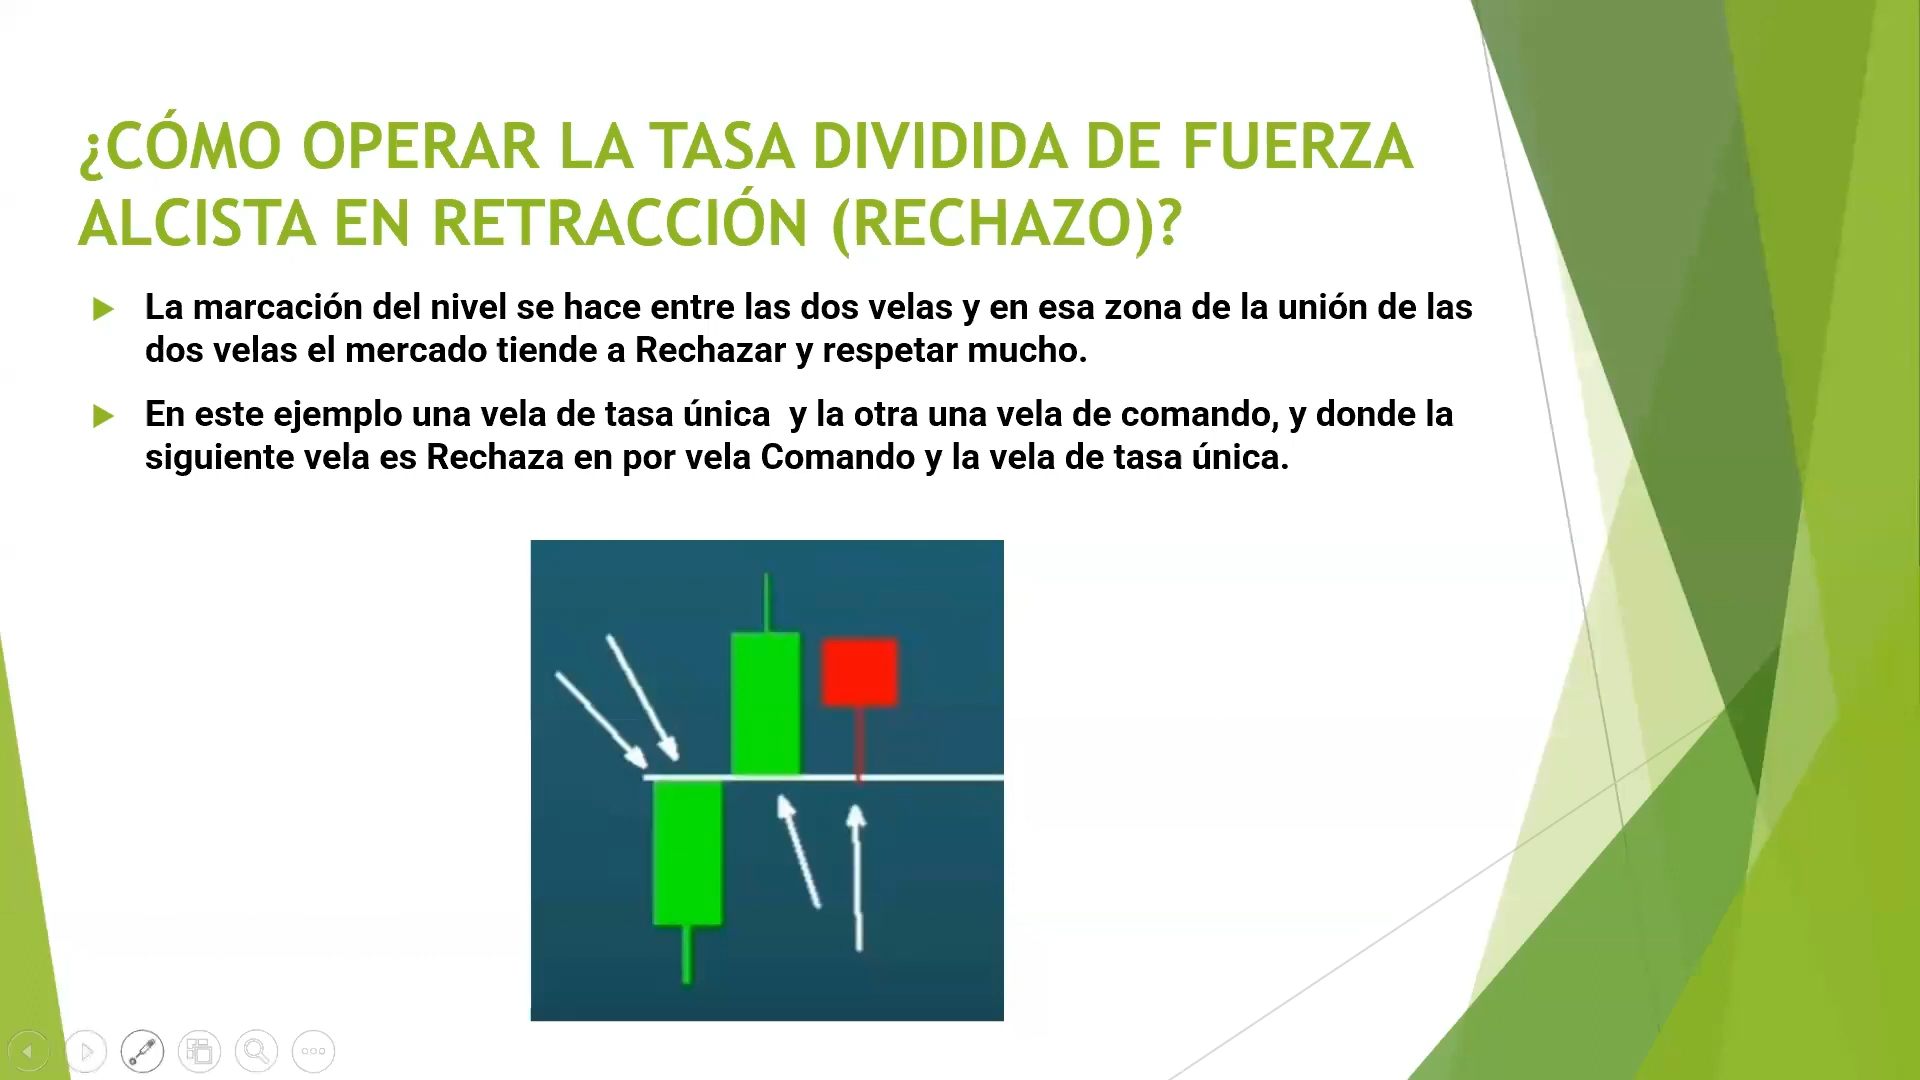 ¿CÓMO OPERAR LA TASA DIVIDIDA DE FUERZA
ALCISTA EN RETRACCIÓN (RECHAZO)?
La marcación del nivel se hace entre las dos velas y en esa zona de la unión de las
dos velas el mercado tiende a Rechazar y respetar mucho.
En este ejemplo una vela de tasa única  y la otra una vela de comando, y donde la
siguiente vela es Rechaza en por vela Comando y la vela de tasa única.